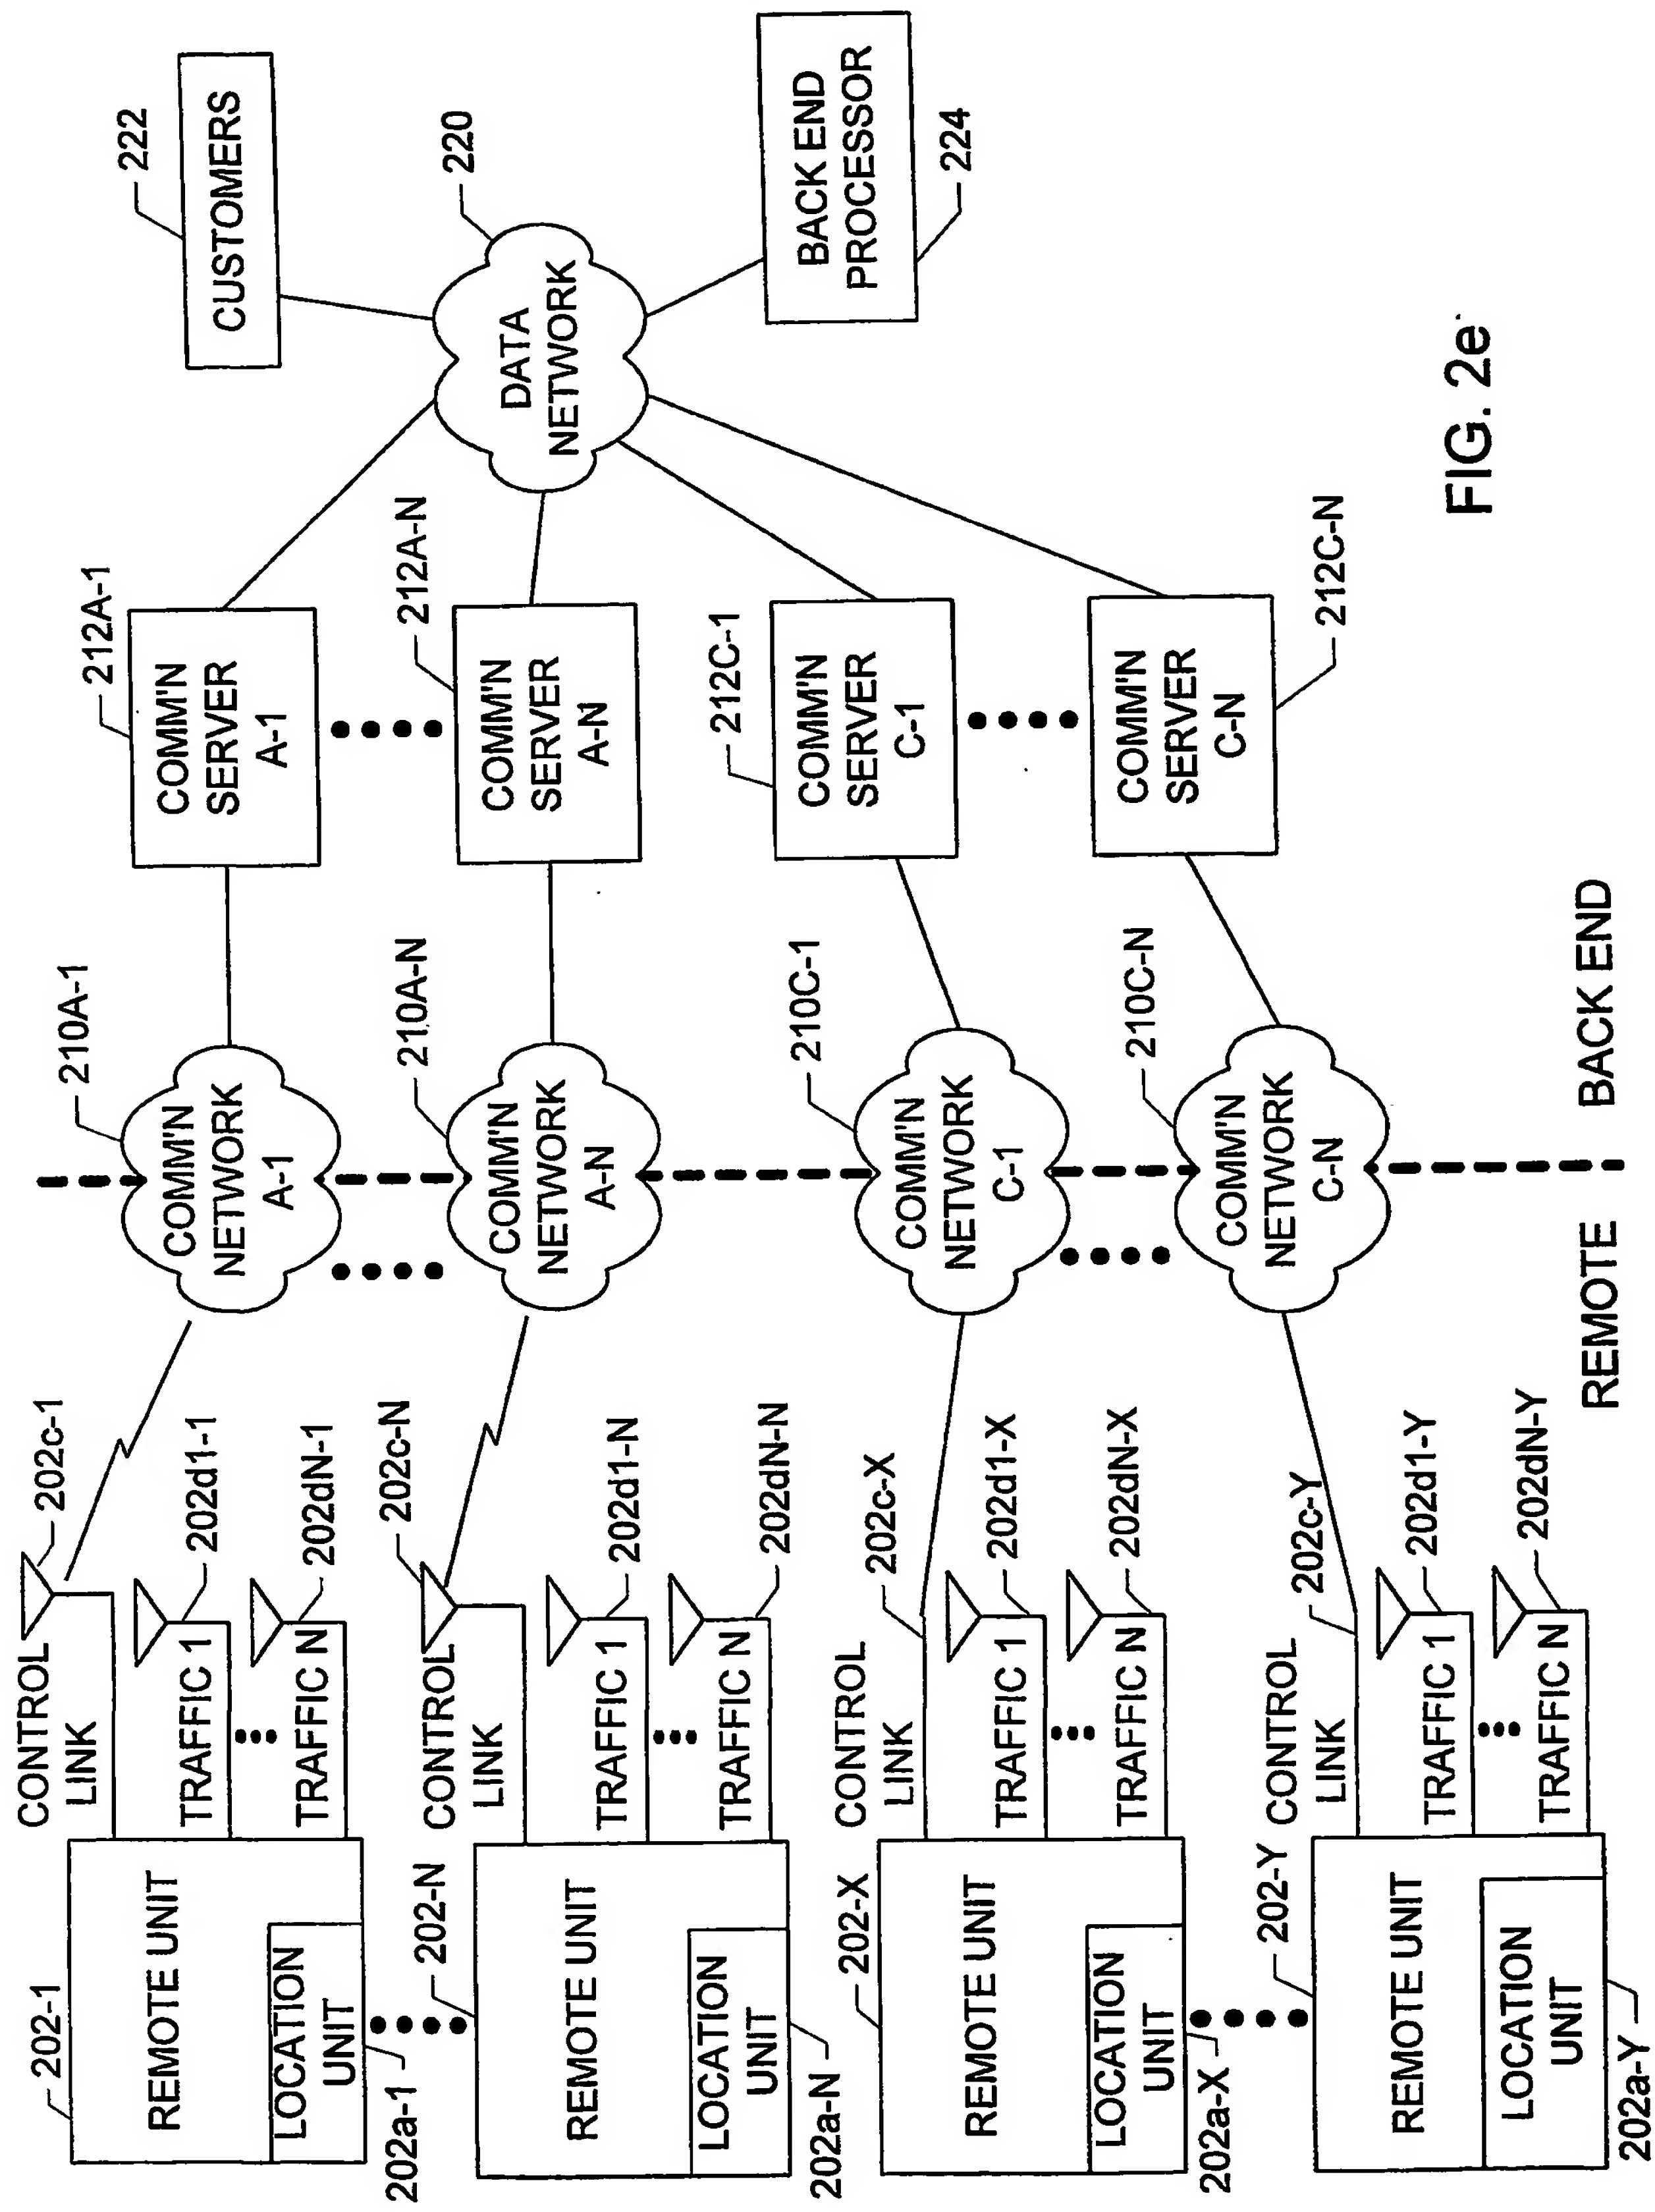 202-1
REMOTE UNIT
LOCATION
UNIT
202a-1
CONTROL
LINK
202c-1
TRAFFIC 1
202d1-1
TRAFFIC N
202dN-1
202-N
REMOTE UNIT
LOCATION
UNIT
202a-N
CONTROL
LINK
202c-N
TRAFFIC 1
202d1-N
TRAFFIC N
202dN-N
202-X
REMOTE UNIT
LOCATION
UNIT
202a-X
CONTROL
LINK
202c-X
TRAFFIC 1
202d1-X
TRAFFIC N
202dN-X
202-Y
REMOTE UNIT
LOCATION
UNIT
202a-Y
CONTROL
LINK
202c-Y
TRAFFIC 1
202d1-Y
TRAFFIC N
202dN-Y
210A-1
COMM'N
NETWORK
A-1
210A-N
COMM'N
NETWORK
A-N
210C-1
COMM'N
NETWORK
C-1
210C-N
COMM'N
NETWORK
C-N
REMOTE
BACK END
212A-1
COMM'N
SERVER
A-1
212A-N
COMM'N
SERVER
A-N
212C-1
COMM'N
SERVER
C-1
212C-N
COMM'N
SERVER
C-N
222
CUSTOMERS
220
DATA
NETWORK
BACK END
PROCESSOR
224
FIG. 2e